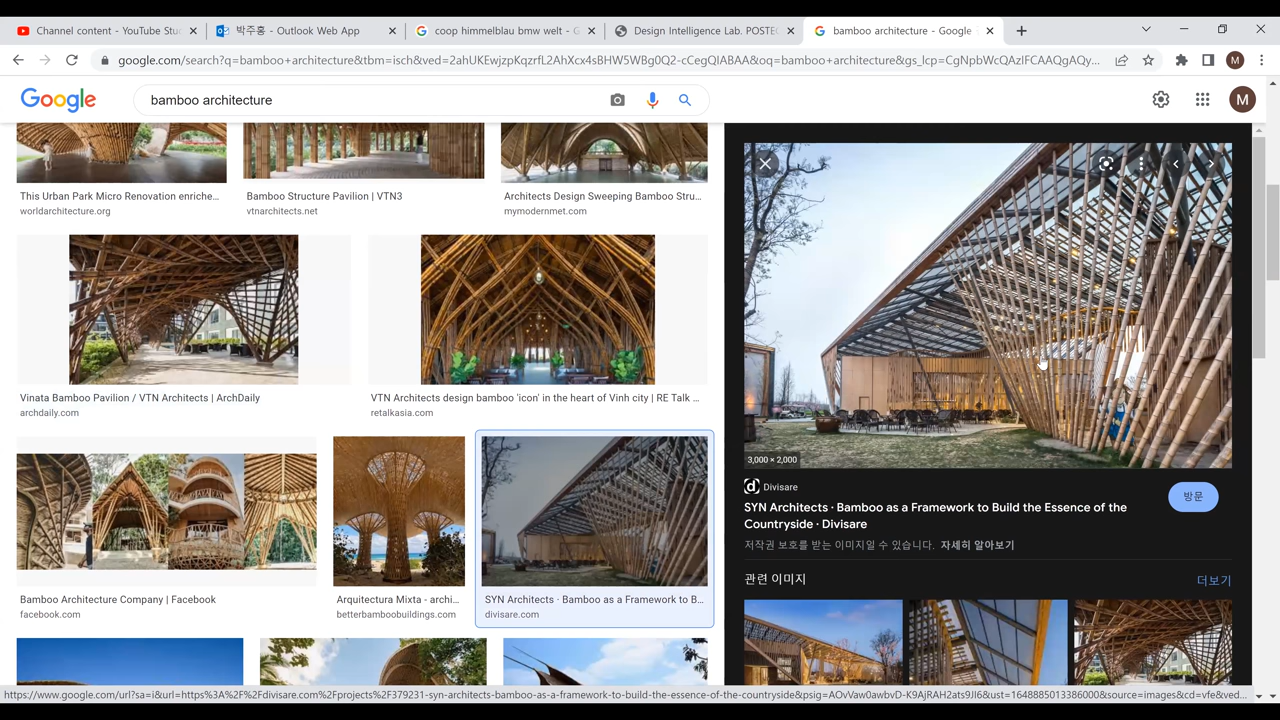 Channel content - YouTube Stu
박주홍 - Outlook Web App
coop himmelblau bmw welt - G
Design Intelligence Lab. POSTEC
bamboo architecture - Google
google.com/search?q=bamboo+architecture&tbm=isch&ved=2ahUKEwjzpKqzrfL2AhXcx4sBHW5WBg0Q2-cCegQIABAA&oq=bamboo+architecture&gs_lcp=CgNpbWcQAzIFCAAQgAQy...
M
Google
bamboo architecture
M
This Urban Park Micro Renovation enriche...
worldarchitecture.org
Bamboo Structure Pavilion | VTN3
vtnarchitects.net
Architects Design Sweeping Bamboo Stru...
mymodernmet.com
Vinata Bamboo Pavilion / VTN Architects | ArchDaily
archdaily.com
VTN Architects design bamboo 'icon' in the heart of Vinh city | RE Talk ...
retalkasia.com
Bamboo Architecture Company | Facebook
facebook.com
Arquitectura Mixta - archi...
betterbamboobuildings.com
SYN Architects · Bamboo as a Framework to B...
divisare.com
3,000 × 2,000
d Divisare
SYN Architects · Bamboo as a Framework to Build the Essence of the
Countryside · Divisare
방문
저작권 보호를 받는 이미지일 수 있습니다. 자세히 알아보기
관련 이미지
더보기
https://www.google.com/url?sa=i&url=https%3A%2F%2Fdivisare.com%2Fprojects%2F379231-syn-architects-bamboo-as-a-framework-to-build-the-essence-of-the-countryside&psig=AOvVaw0awbvD-K9AjRAH2ats9JI6&ust=1648885013386000&source=images&cd=vfe&ved...